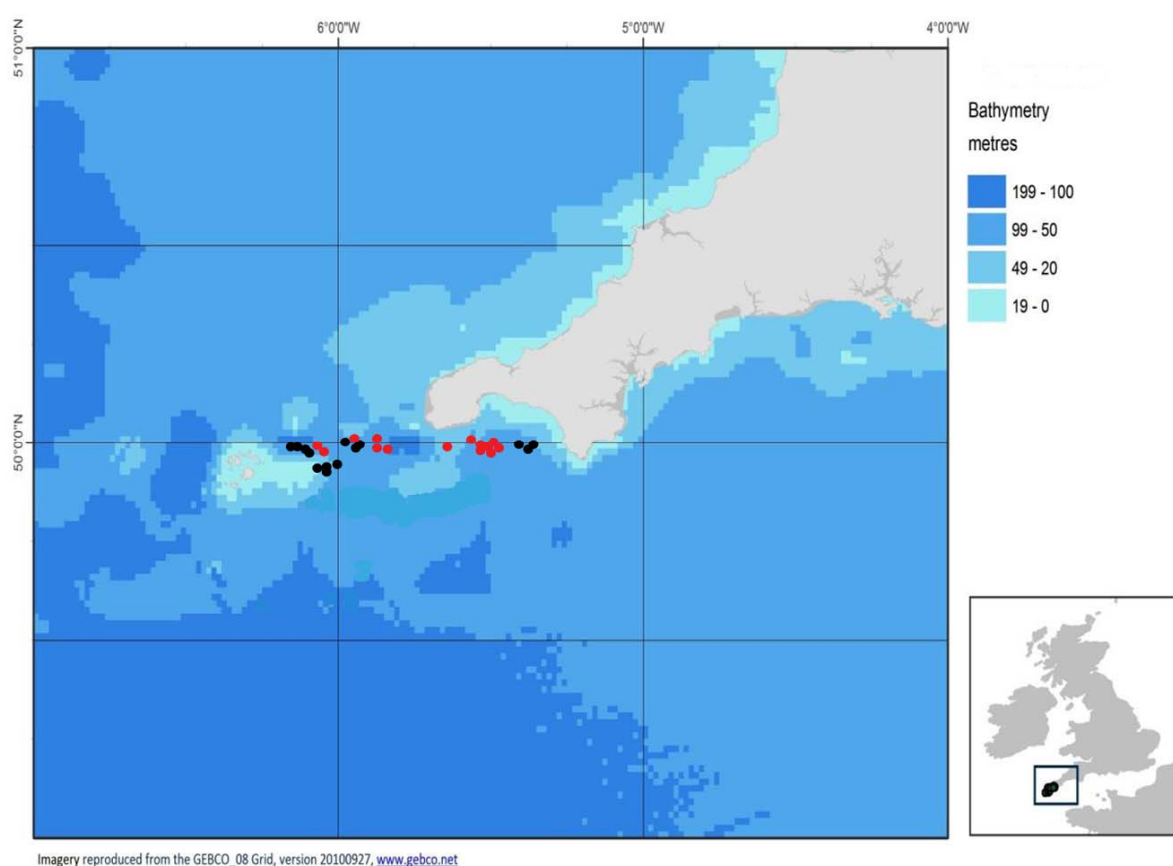 6°0'0"W
5°0'0"W
4°0'0"W
51°0'0"N
50°0'0"N
Bathymetry
metres
199 - 100
99 - 50
49 - 20
19 - 0
Imagery reproduced from the GEBCO_08 Grid, version 20100927, www.gebco.net